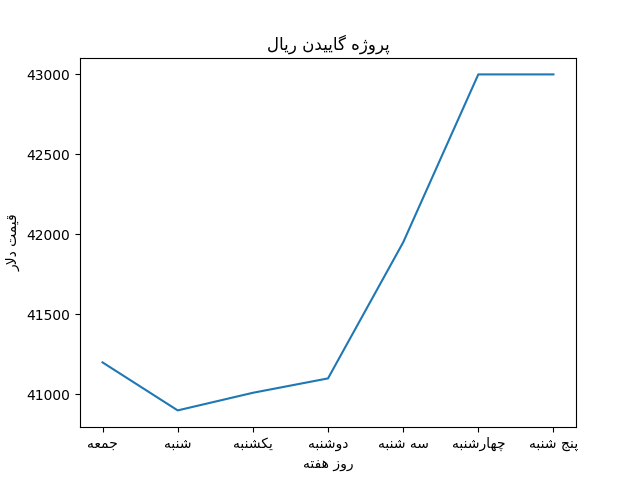 پروژه گاییدن ریال
43000
42500
42000
41500
41000
قیمت دلار
جمعه شنبه یکشنبه دوشنبه سه شنبه چهارشنبه پنج شنبه
روز هفته